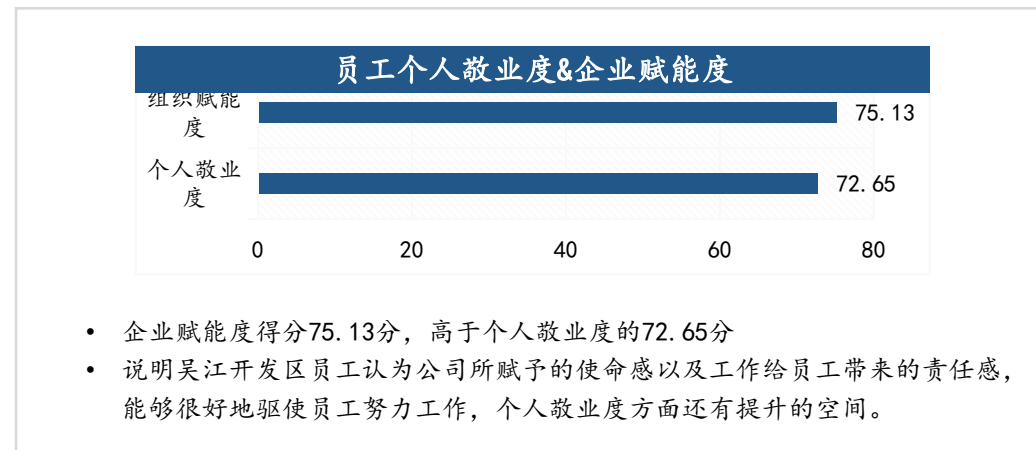 员工个人敬业度&企业赋能度
组织赋能
度
75.13
个人敬业
度
72.65
0 20 40 60 80
• 企业赋能度得分75.13分，高于个人敬业度的72.65分
• 说明吴江开发区员工认为公司所赋予的使命感以及工作给员工带来的责任感，
能够很好地驱使员工努力工作，个人敬业度方面还有提升的空间。